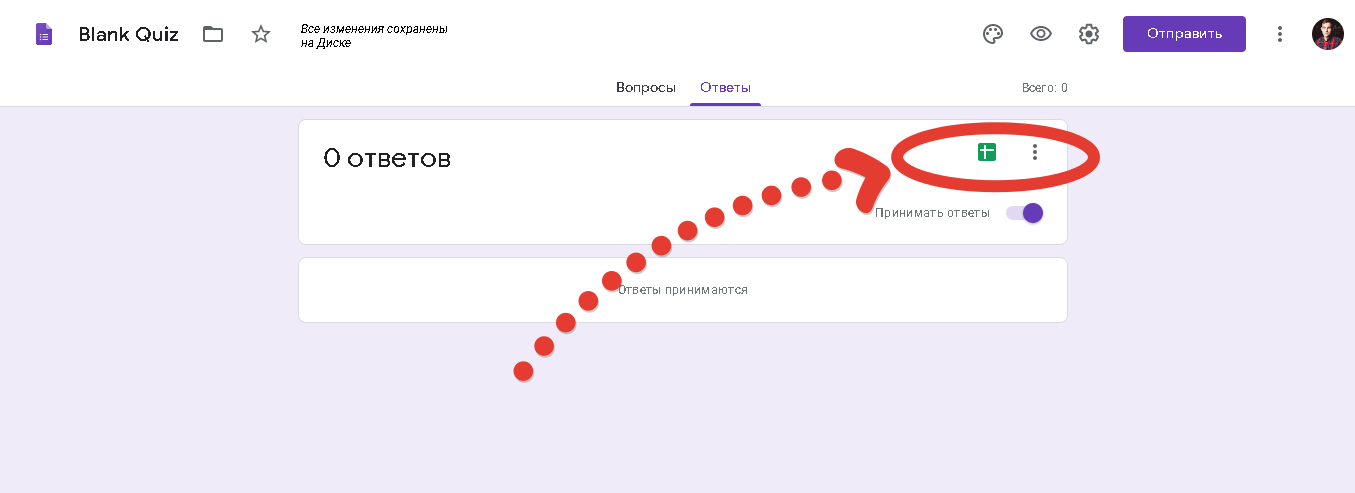 Blank Quiz
Все изменения сохранены
на Диске
Отправить
Вопросы
Ответы
Всего: 0
0 ответов
Принимать ответы
Ответы принимаются